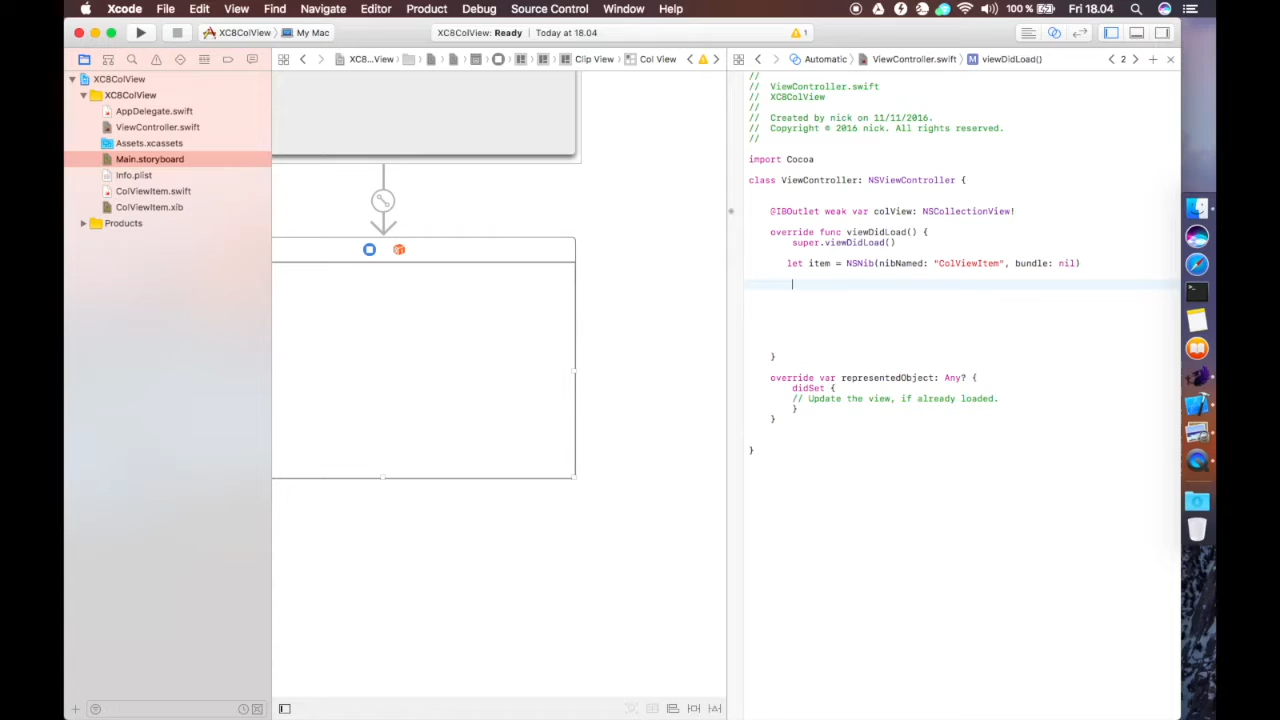 Xcode File Edit View Find Navigate Editor Product Debug Source Control Window Help 100 % Fri 18.04
XC8ColView My Mac XC8ColView: Ready Today at 18.04 1
XC8...View Clip View Col View Automatic ViewController.swift M viewDidLoad() 2
XC8ColView
XC8ColView
AppDelegate.swift
ViewController.swift
Assets.xcassets
Main.storyboard
Info.plist
ColViewItem.swift
ColViewItem.xib
Products
//
// ViewController.swift
// XC8ColView
//
// Created by nick on 11/11/2016.
// Copyright © 2016 nick. All rights reserved.
//
import Cocoa
class ViewController: NSViewController {
@IBOutlet weak var colView: NSCollectionView!
override func viewDidLoad() {
super.viewDidLoad()
let item = NSNib(nibNamed: "ColViewItem", bundle: nil)
}
override var representedObject: Any? {
didSet {
// Update the view, if already loaded.
}
}
}